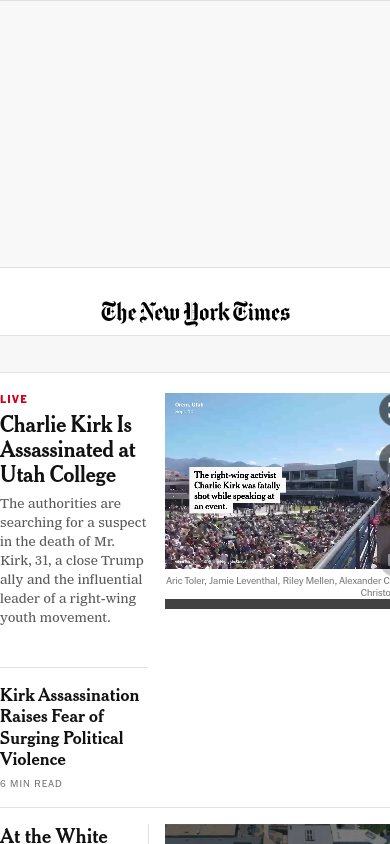 The New York Times
LIVE
Charlie Kirk Is
Assassinated at
Utah College
The authorities are
searching for a suspect
in the death of Mr.
Kirk, 31, a close Trump
ally and the influential
leader of a right-wing
youth movement.
Orem, Utah
The right-wing activist
Charlie Kirk was fatally
shot while speaking at
an event.
Aric Toler, Jamie Leventhal, Riley Mellen, Alexander C
Christo
Kirk Assassination
Raises Fear of
Surging Political
Violence
6 MIN READ
At the White